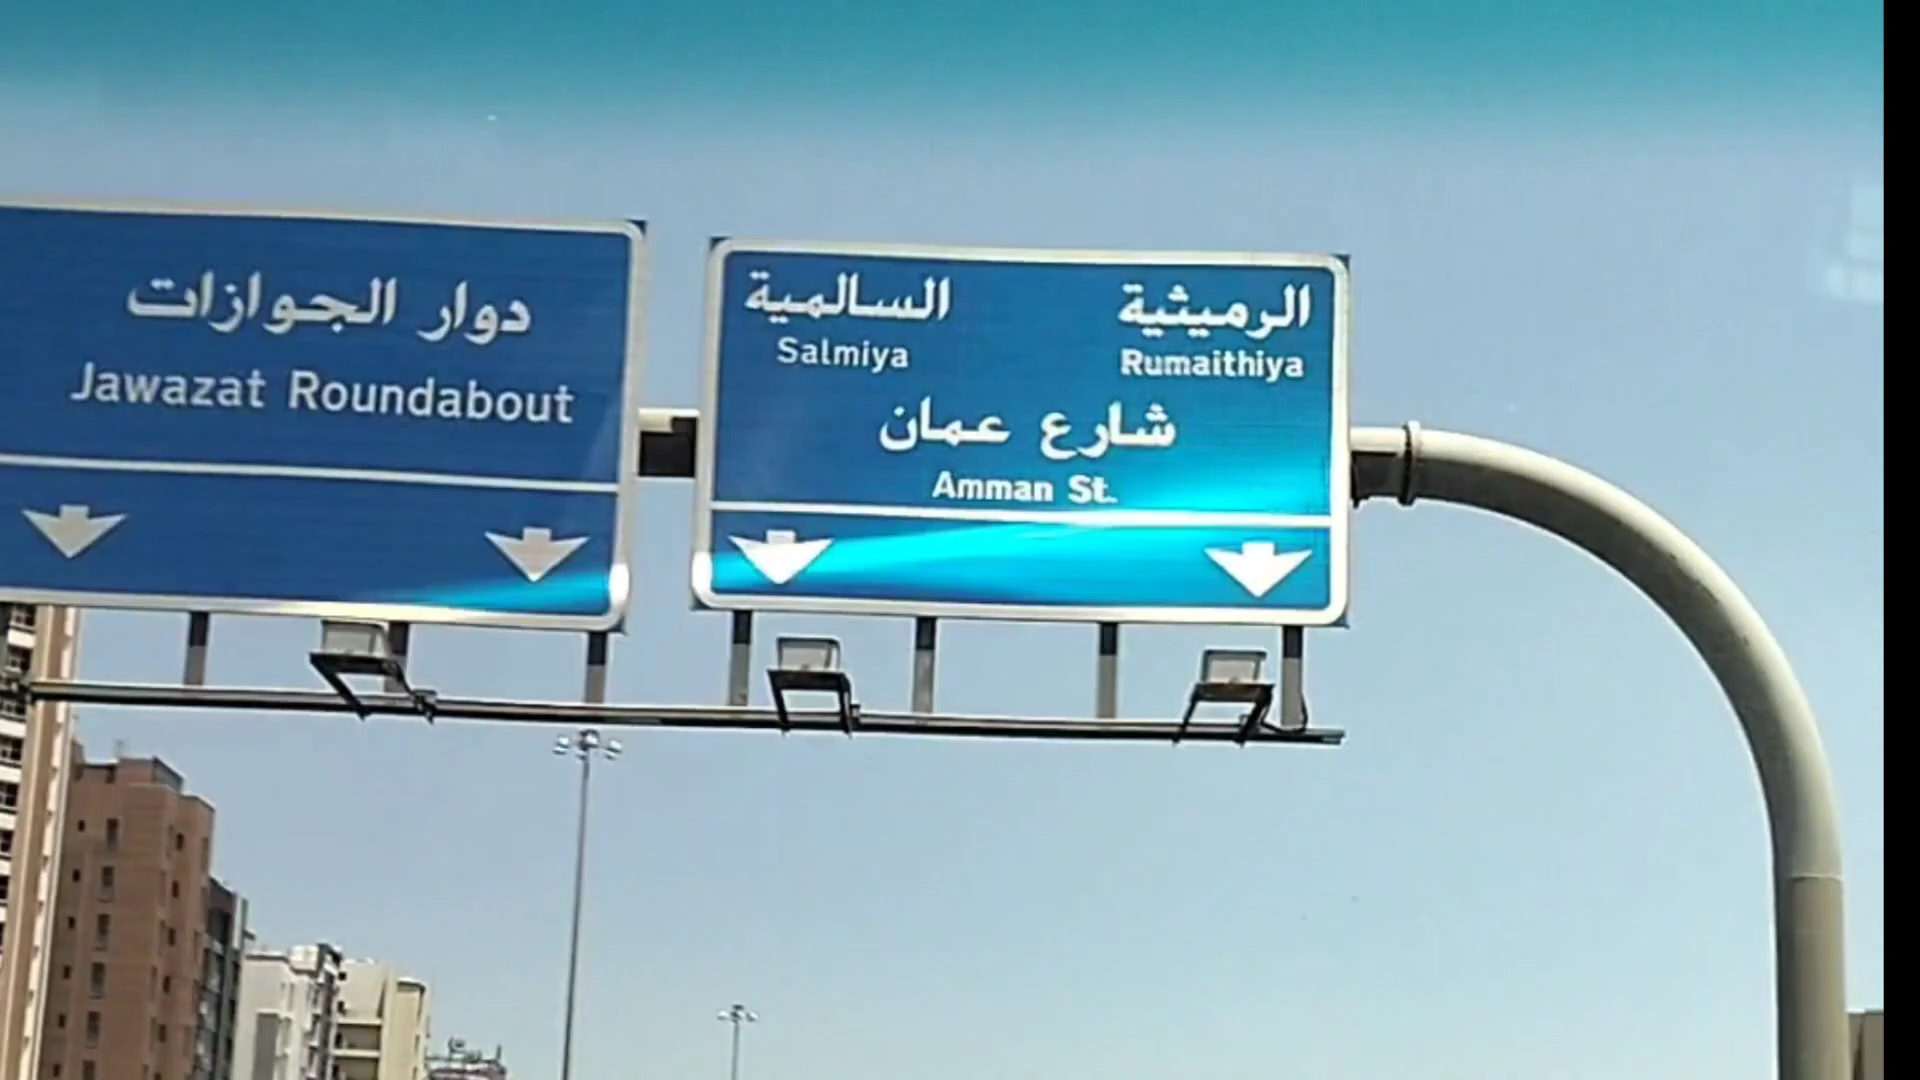 دوار الجوازات
Jawazat Roundabout
الرميثية
Rumaithiya
السالمية
Salmiya
شارع عمان
Amman St.